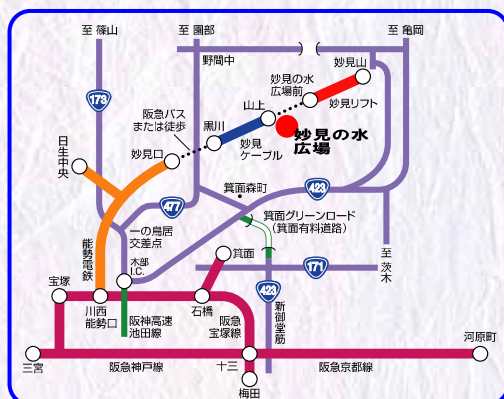 至 篠山
至 園部
至 亀岡
野間中
妙見山
妙見の水
広場前
173
山上
妙見リフト
阪急バス
または徒歩
黒川
妙見の水
広場
日生
中央
妙見口
妙見
ケーブル
箕面森町
423
477
箕面グリーンロード
(箕面有料道路)
一の鳥居
交差点
能勢電鉄
木部
I.C.
箕面
171
至 茨木
宝塚
423
川西
能勢口
阪神高速
池田線
石橋
阪急
宝塚線
新御堂筋
河原町
三宮
阪急神戸線
十三
阪急京都線
梅田